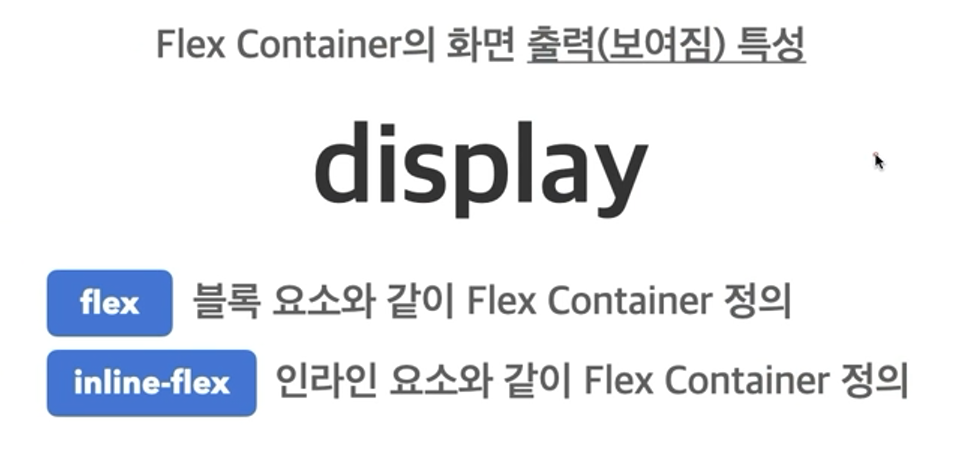 Flex Container의 화면 출력(보여짐) 특성
display
flex 블록 요소와 같이 Flex Container 정의
inline-flex 인라인 요소와 같이 Flex Container 정의